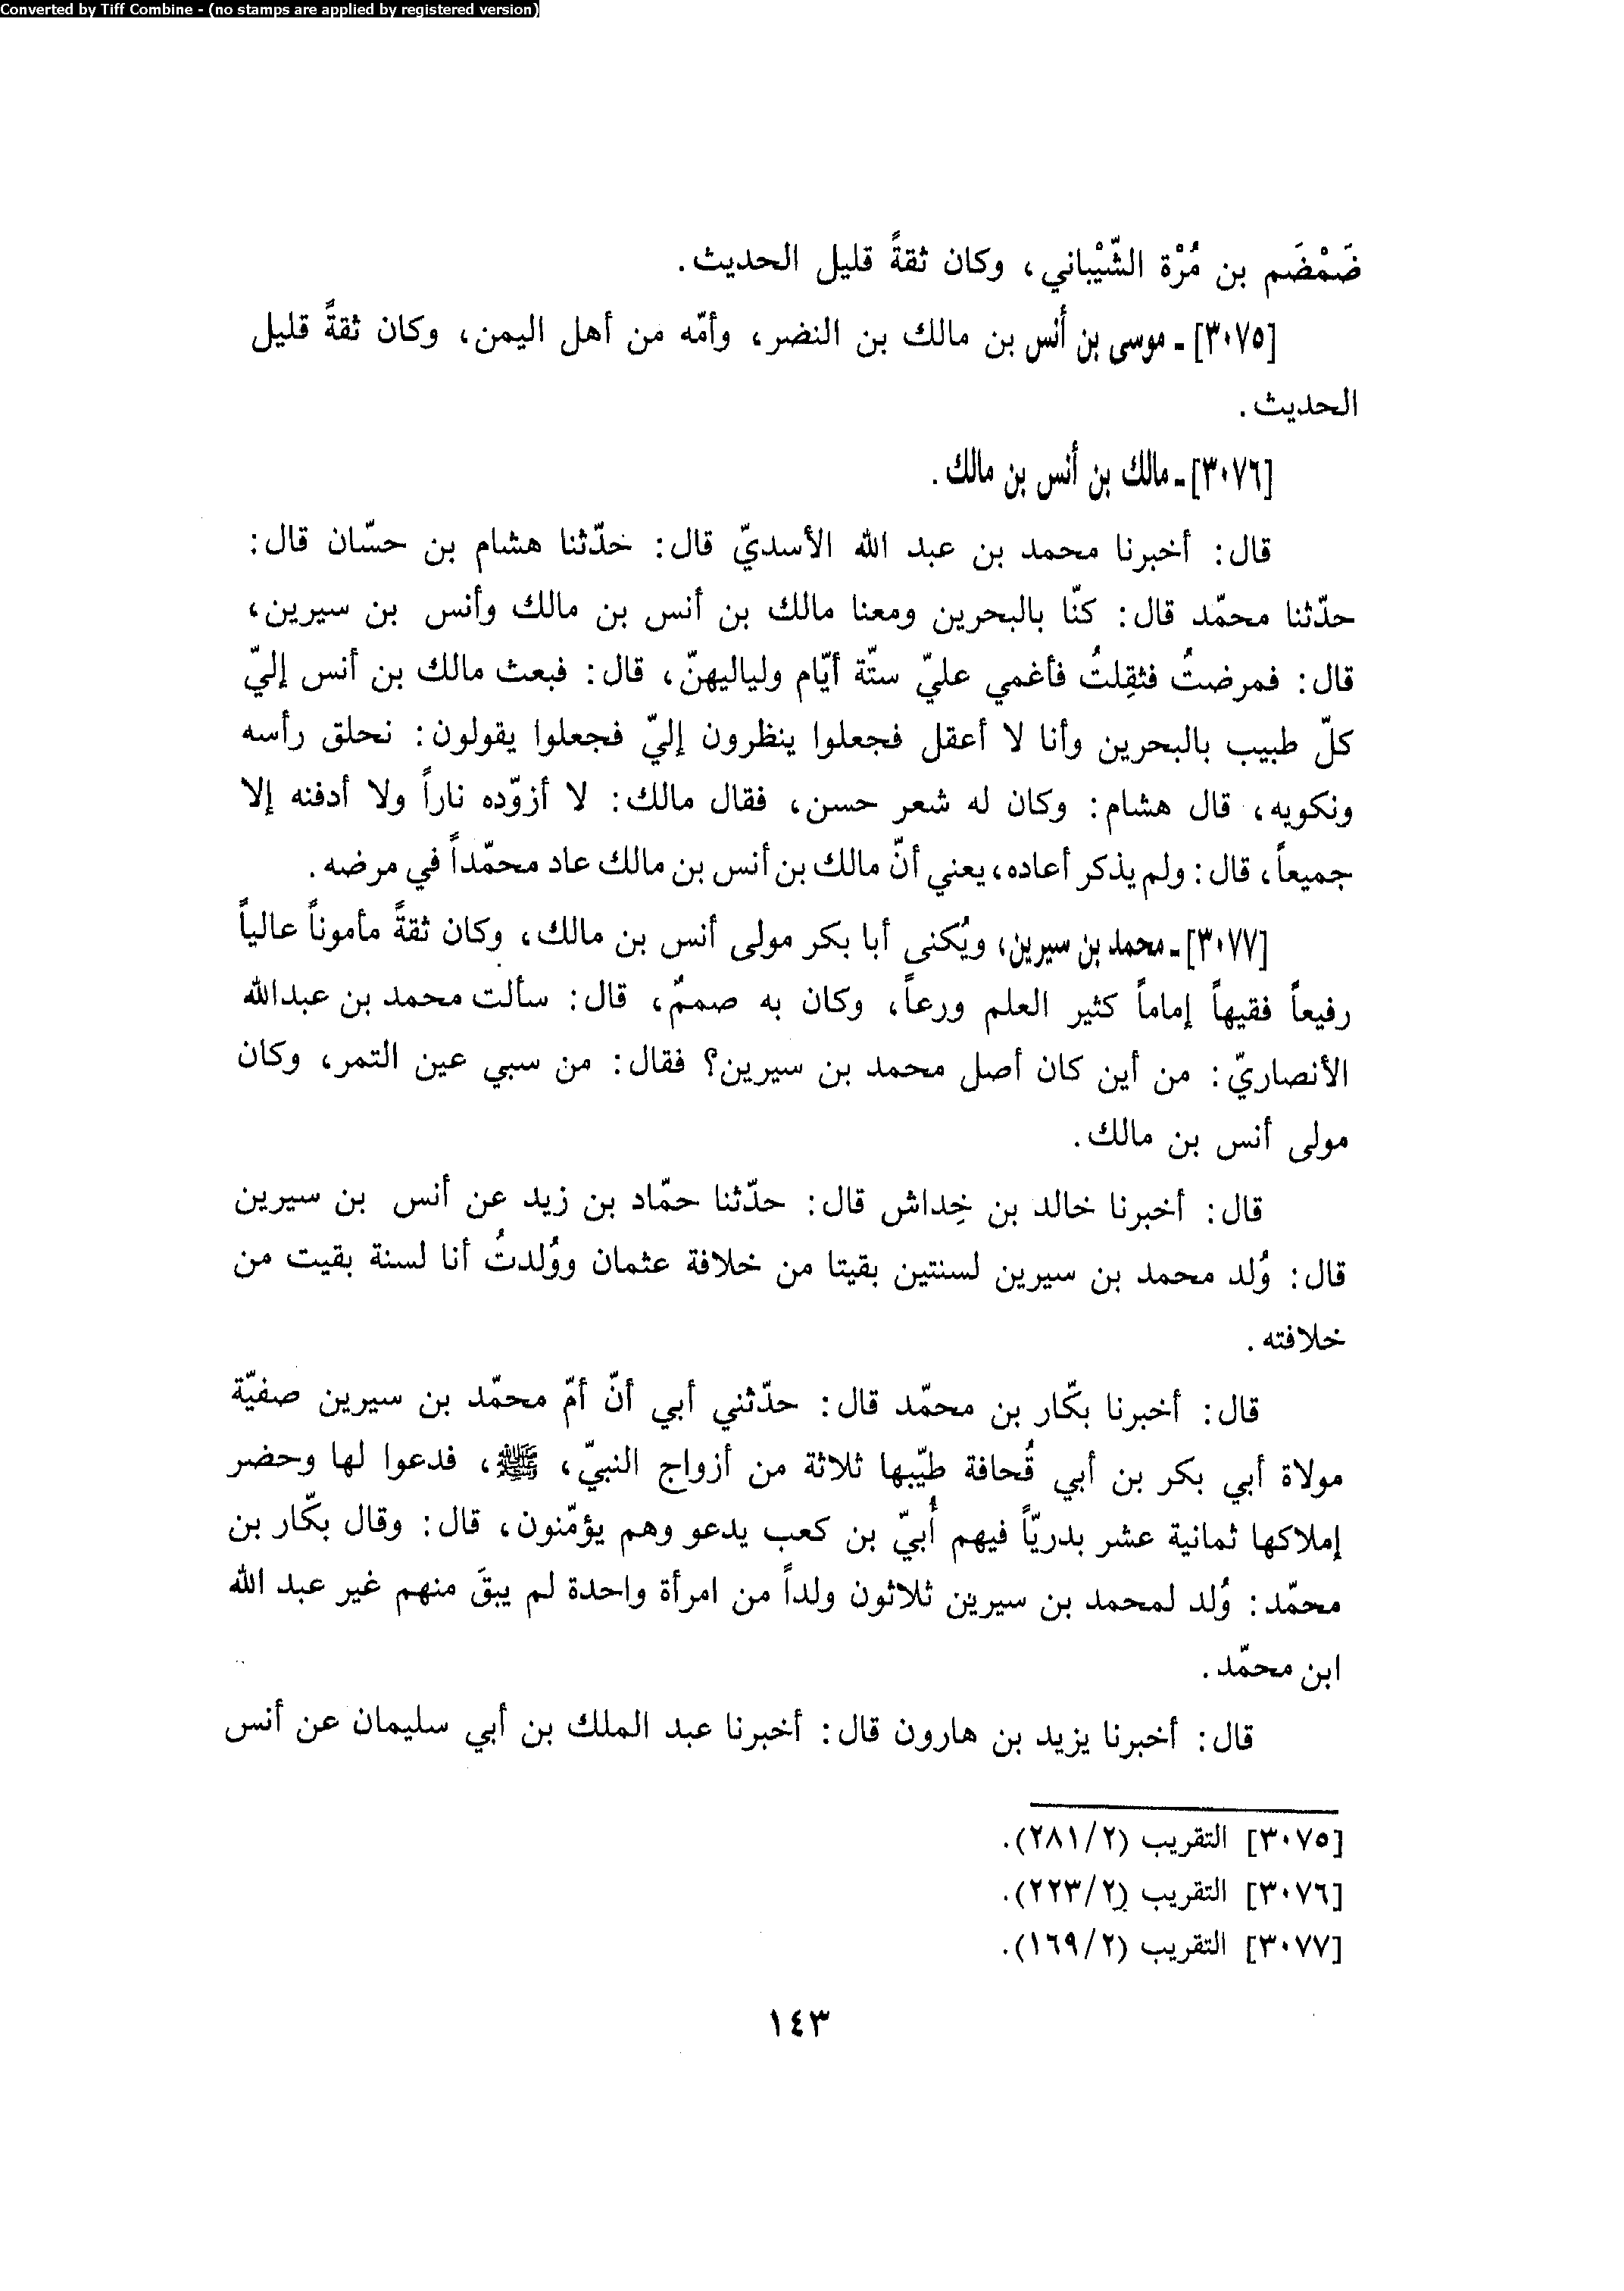 Converted by Tiff Combine - (no stamps are applied by registered version)
ضَمْضَم بن مُرْة الشّيْباني، وكان ثقةً قليل الحديث.
[٣٠٧٥] - موسى بن أنس بن مالك بن النضر، وأمّه من أهل اليمن، وكان ثقةً قليل
الحديث.
[٣٠٧٦] - مالك بن أنس بن مالك.
قال: أخبرنا محمد بن عبد الله الأسديّ قال: حدّثنا هشام بن حسّان قال:
حدّثنا محمّد قال: كنّا بالبحرين ومعنا مالك بن أنس بن مالك وأنس بن سيرين،
قال: فمرضتُ فثقِلتُ فأغمي عليّ ستّة أيّام ولياليهنّ، قال: فبعث مالك بن أنس إليّ
كلّ طبيب بالبحرين وأنا لا أعقل فجعلوا ينظرون إليّ فجعلوا يقولون: نحلق رأسه
ونكويه، قال هشام: وكان له شعر حسن، فقال مالك: لا أزوّده ناراً ولا أدفنه إلا
جميعاً، قال: ولم يذكر أعاده، يعني أنّ مالك بن أنس بن مالك عاد محمّداً في مرضه.
[٣٠٧٧] - محمد بن سيرين، ويُكنى أبا بكر مولى أنس بن مالك، وكان ثقةً مأموناً عالياً
رفيعاً فقيهاً إماماً كثير العلم ورعاً، وكان به صممٌ، قال: سألت محمد بن عبدالله
الأنصاريّ: من أين كان أصل محمد بن سيرين؟ فقال: من سبي عين التمر، وكان
مولى أنس بن مالك.
قال: أخبرنا خالد بن خِداش قال: حدّثنا حمّاد بن زيد عن أنس بن سيرين
قال: وُلد محمد بن سيرين لسنتين بقيتا من خلافة عثمان ووُلدتُ أنا لسنة بقيت من
خلافته.
قال: أخبرنا بكّار بن محمّد قال: حدّثني أبي أنّ أمّ محمّد بن سيرين صفيّة
مولاة أبي بكر بن أبي قُحافة طيّبها ثلاثة من أزواج النبيّ، ﷺ، فدعوا لها وحضر
إملاكها ثمانية عشر بدريّاً فيهم أُبيّ بن كعب يدعو وهم يؤمّنون، قال: وقال بكّار بن
محمّد: وُلد لمحمد بن سيرين ثلاثون ولداً من امرأة واحدة لم يبقَ منهم غير عبد الله
ابن محمّد.
قال: أخبرنا يزيد بن هارون قال: أخبرنا عبد الملك بن أبي سليمان عن أنس
[٣٠٧٥] التقريب (٢/ ٢٨١).
[٣٠٧٦] التقريب (٢/ ٢٢٣).
[٣٠٧٧] التقريب (٢/ ١٦٩).
١٤٣